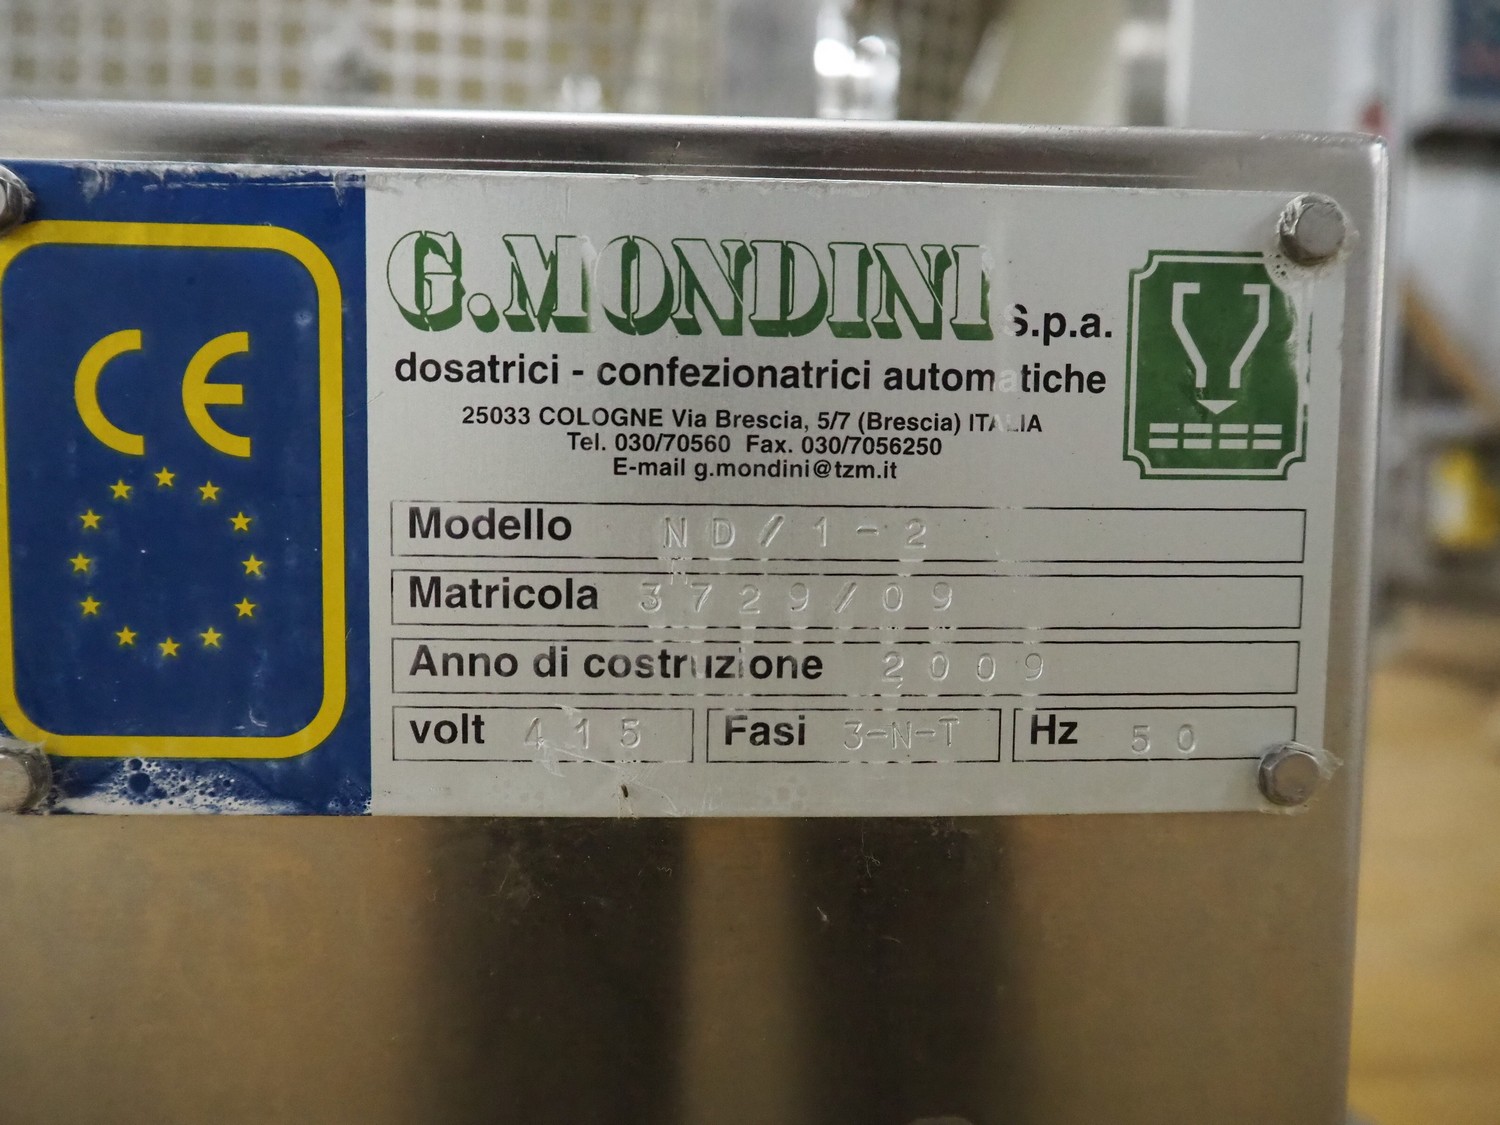 CE
G.MONDINI S.p.a.
dosatrici - confezionatrici automatiche
25033 COLOGNE Via Brescia, 5/7 (Brescia) ITALIA
Tel. 030/70560 Fax. 030/7056250
E-mail g.mondini@tzm.it
Modello ND/1-2
Matricola 3729/09
Anno di costruzione 2009
volt 415 Fasi 3-N-T Hz 50